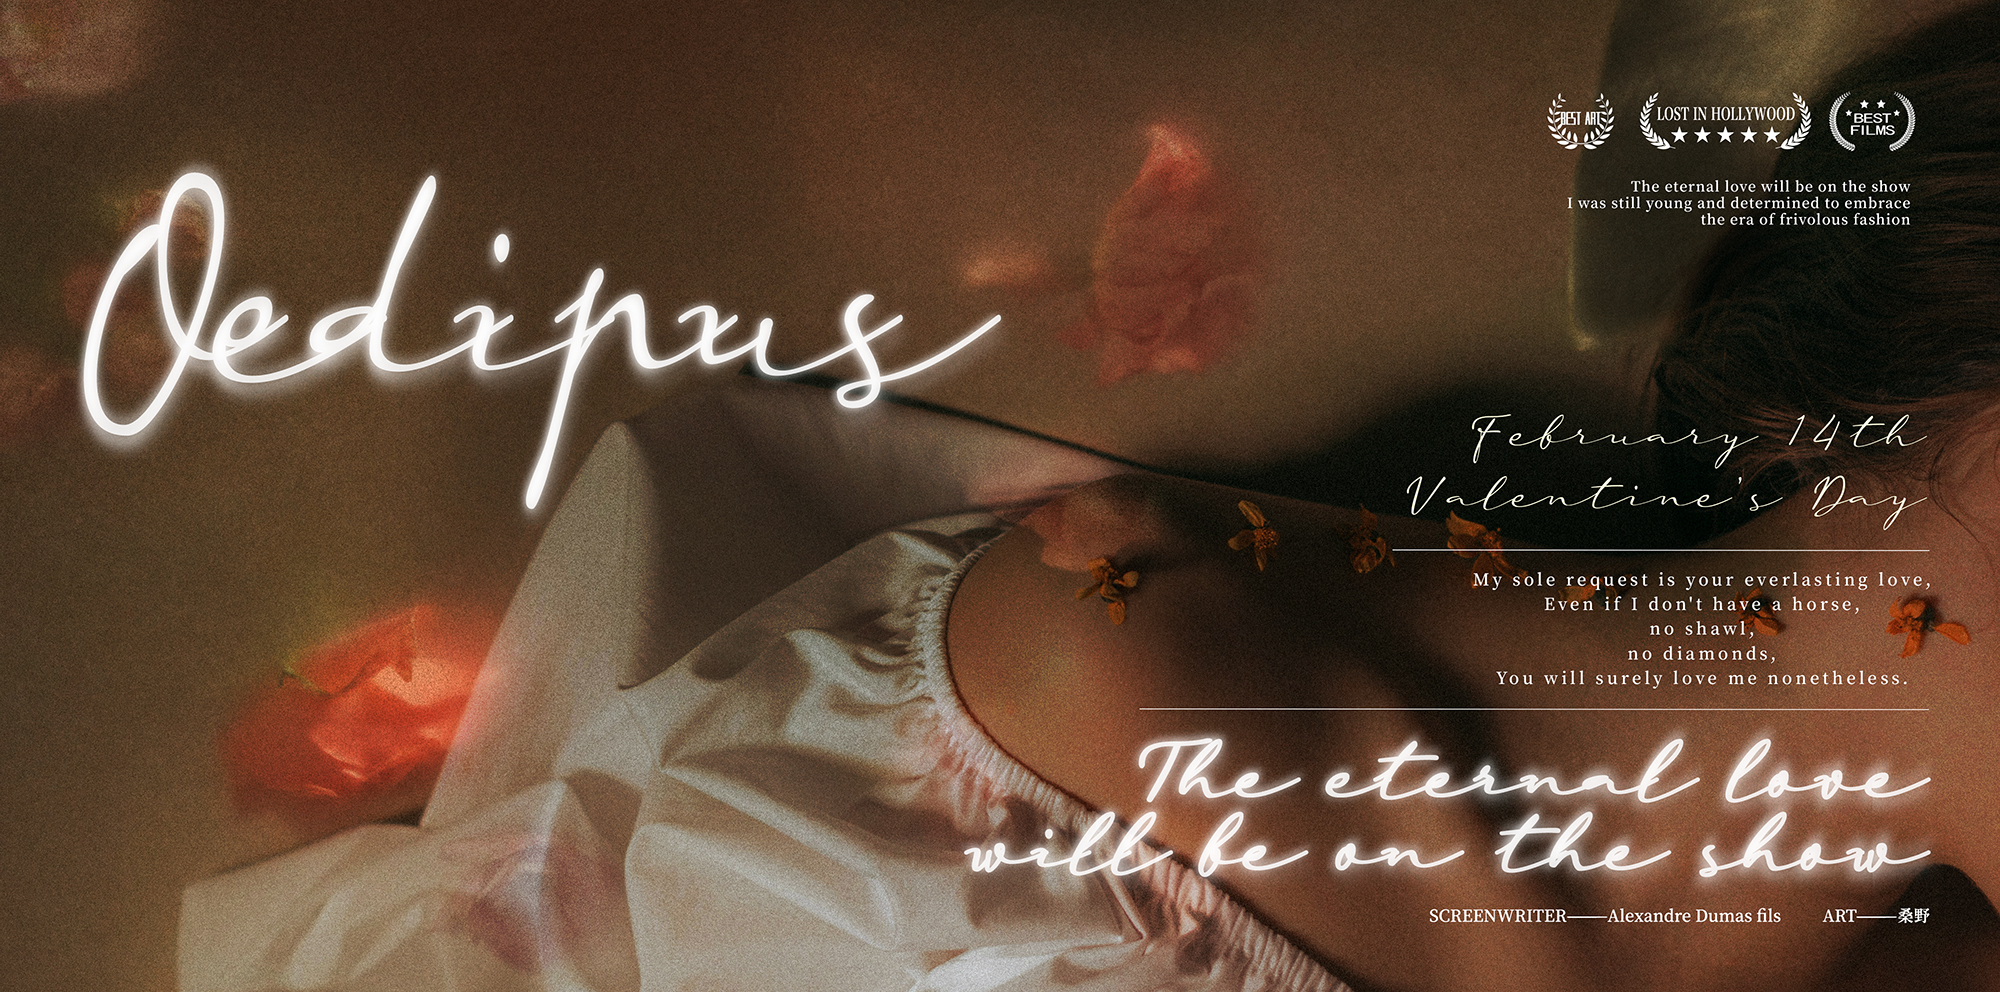 Oedipus
BEST ART
LOST IN HOLLYWOOD
BEST
FILMS
The eternal love will be on the show
I was still young and determined to embrace
the era of frivolous fashion
February 14th
Valentine's Day
My sole request is your everlasting love,
Even if I don't have a horse,
no shawl,
no diamonds,
You will surely love me nonetheless.
The eternal love
will be on the show
SCREENWRITER——Alexandre Dumas fils ART——桑野